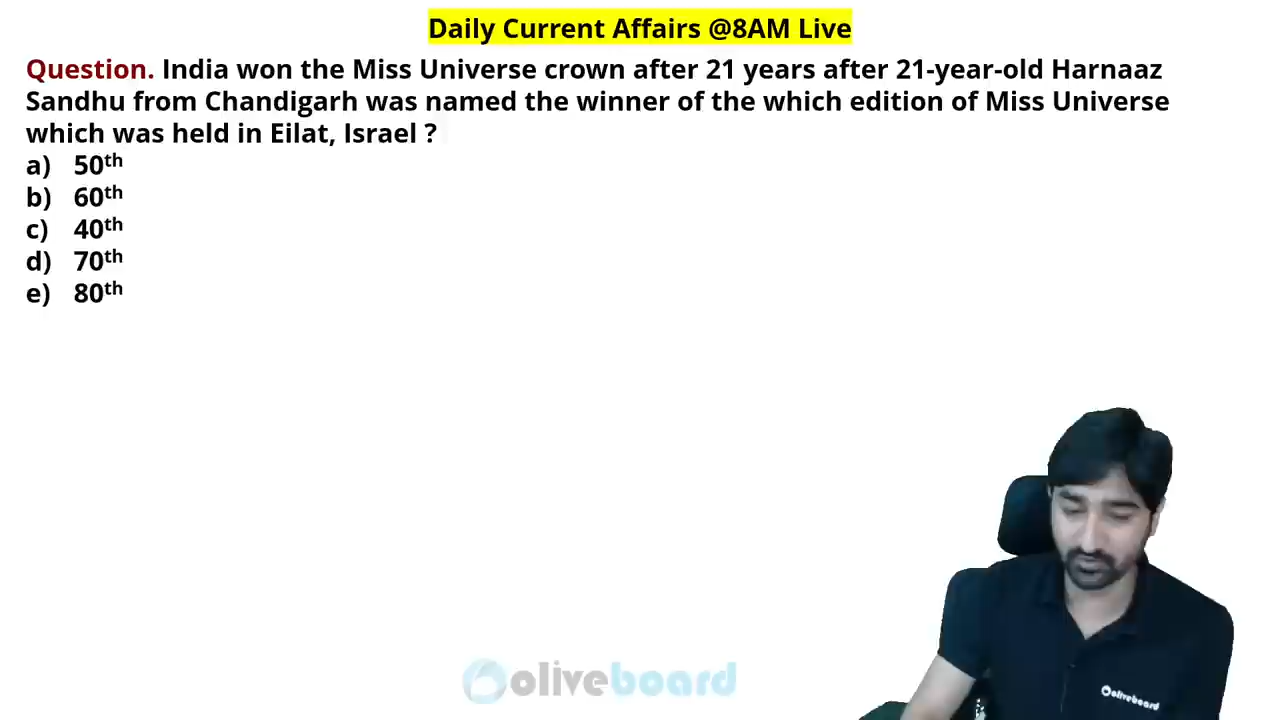 Daily Current Affairs @8AM Live
Question. India won the Miss Universe crown after 21 years after 21-year-old Harnaaz
Sandhu from Chandigarh was named the winner of the which edition of Miss Universe
which was held in Eilat, Israel ?
a) 50th
b) 60th
c) 40th
d) 70th
e) 80th
oliveboard
oliveboard